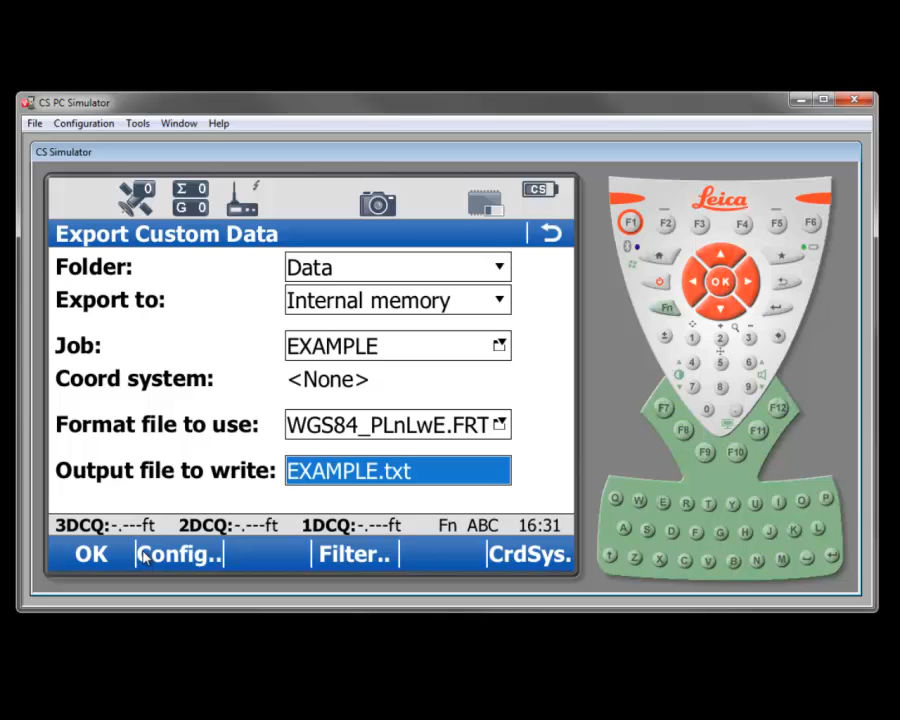 CS PC Simulator
File Configuration Tools Window Help
CS Simulator
0
Σ 0
G 0
CS
Export Custom Data
Folder: Data
Export to: Internal memory
Job: EXAMPLE
Coord system: <None>
Format file to use: WGS84_PLnLwE.FRT
Output file to write: EXAMPLE.txt
3DCQ:-.---ft 2DCQ:-.---ft 1DCQ:-.---ft Fn ABC 16:31
OK Config.. Filter.. CrdSys.
Leica
F1 F2 F3 F4 F5 F6
OK
Fn
1 2 3
4 5 6
7 8 9
0 .
F7 F12
F8 F11
F9 F10
Q W E R T Y U I O P
A S D F G H J K L
Z X C V B N M